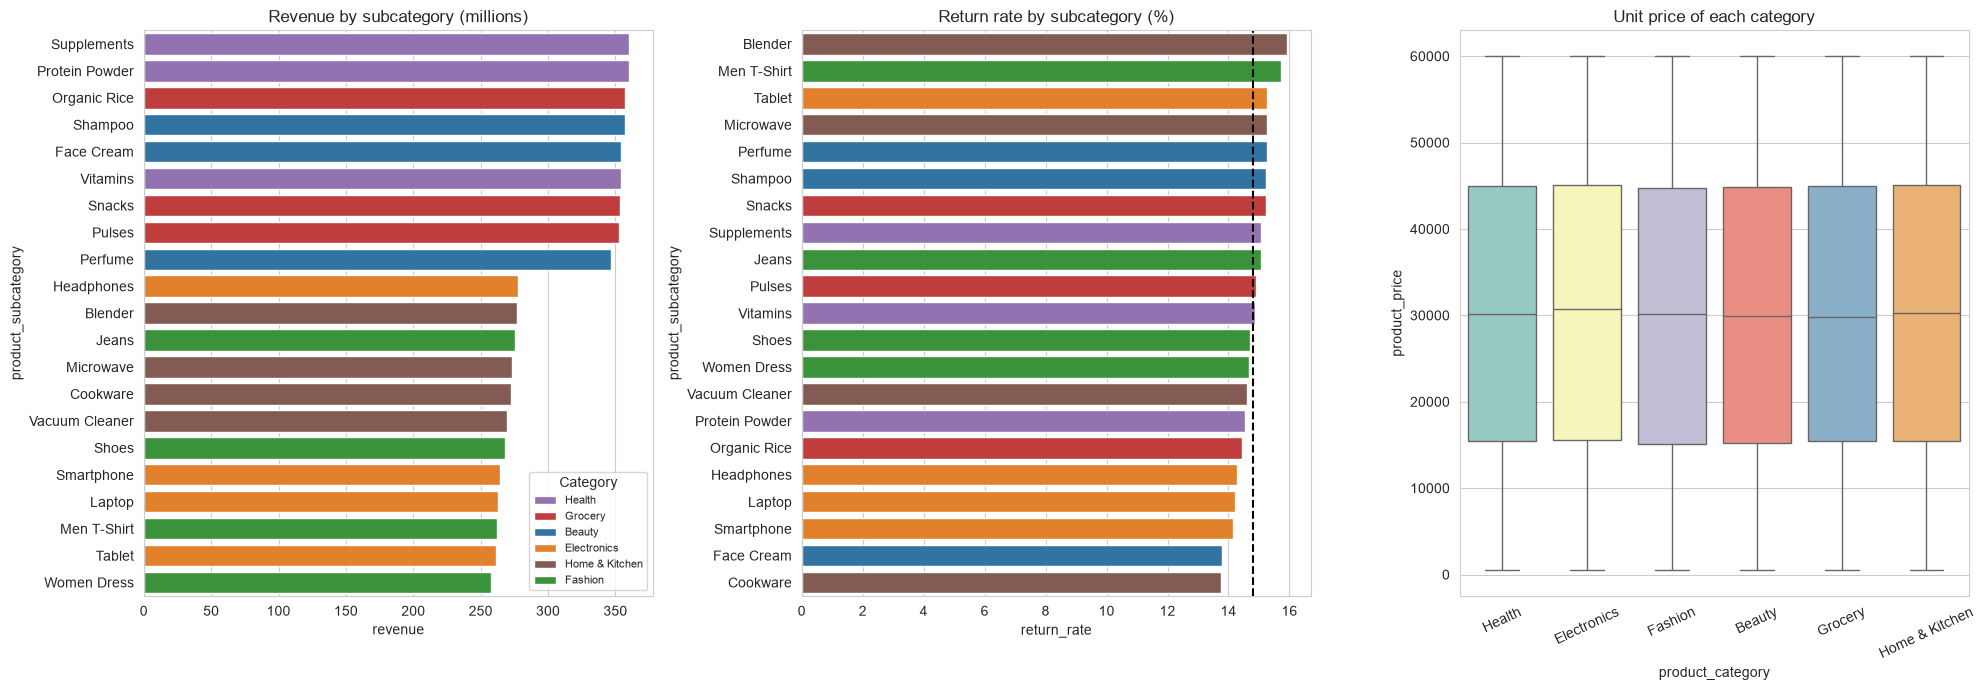 Revenue by subcategory (millions)
product_subcategory
Supplements
Protein Powder
Organic Rice
Shampoo
Face Cream
Vitamins
Snacks
Pulses
Perfume
Headphones
Blender
Jeans
Microwave
Cookware
Vacuum Cleaner
Shoes
Smartphone
Laptop
Men T-Shirt
Tablet
Women Dress
Category
Health
Grocery
Beauty
Electronics
Home & Kitchen
Fashion
0 50 100 150 200 250 300 350
revenue
Return rate by subcategory (%)
product_subcategory
Blender
Men T-Shirt
Tablet
Microwave
Perfume
Shampoo
Snacks
Supplements
Jeans
Pulses
Vitamins
Shoes
Women Dress
Vacuum Cleaner
Protein Powder
Organic Rice
Headphones
Laptop
Smartphone
Face Cream
Cookware
0 2 4 6 8 10 12 14 16
return_rate
Unit price of each category
product_price
60000
50000
40000
30000
20000
10000
0
Health Electronics Fashion Beauty Grocery Home & Kitchen
product_category